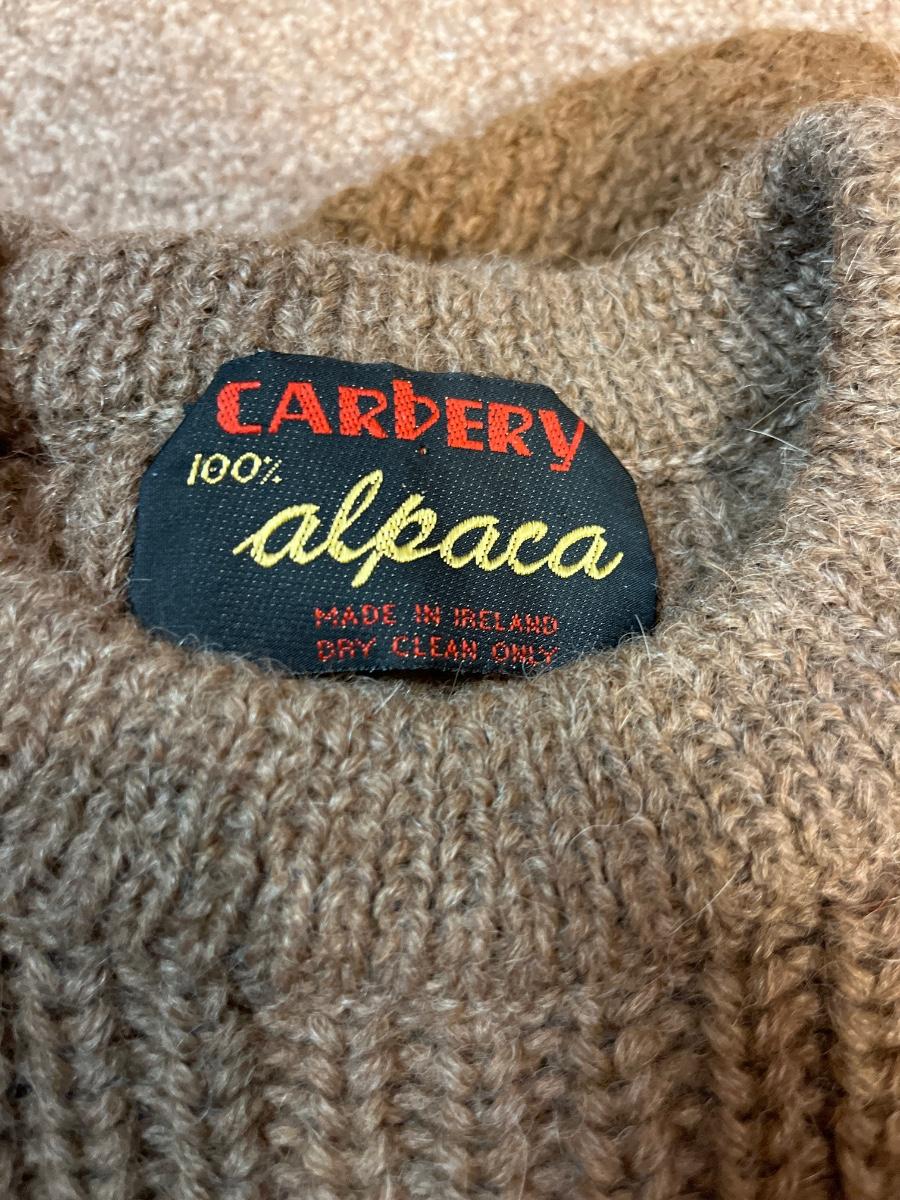 CARbERY
100%
alpaca
MADE IN IRELAND
DRY CLEAN ONLY